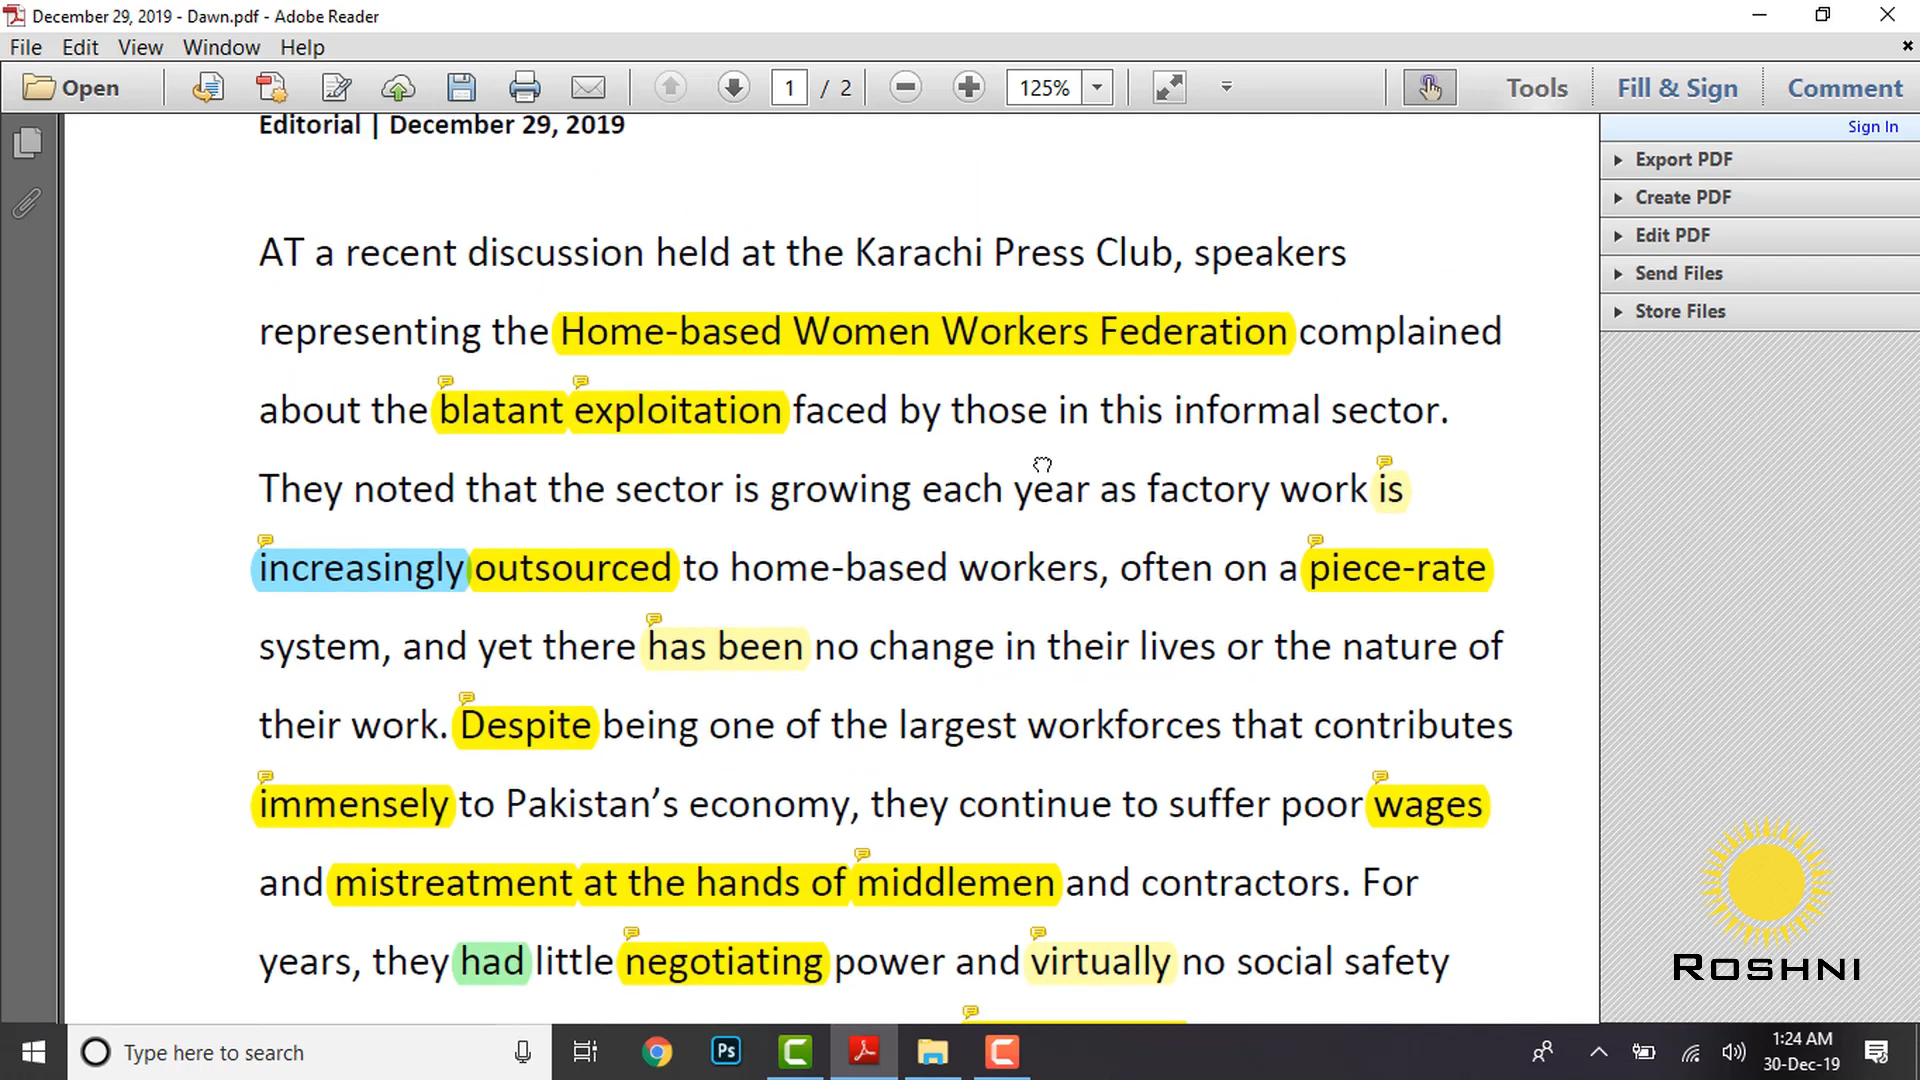 December 29, 2019 - Dawn.pdf - Adobe Reader
File Edit View Window Help
Open 1 / 2 125% Tools Fill & Sign Comment
Sign In
Export PDF
Create PDF
Edit PDF
Send Files
Store Files
Editorial | December 29, 2019
AT a recent discussion held at the Karachi Press Club, speakers
representing the Home-based Women Workers Federation complained
about the blatant exploitation faced by those in this informal sector.
They noted that the sector is growing each year as factory work is
increasingly outsourced to home-based workers, often on a piece-rate
system, and yet there has been no change in their lives or the nature of
their work. Despite being one of the largest workforces that contributes
immensely to Pakistan’s economy, they continue to suffer poor wages
and mistreatment at the hands of middlemen and contractors. For
years, they had little negotiating power and virtually no social safety
ROSHNI
Type here to search
Ps
1:24 AM
30-Dec-19